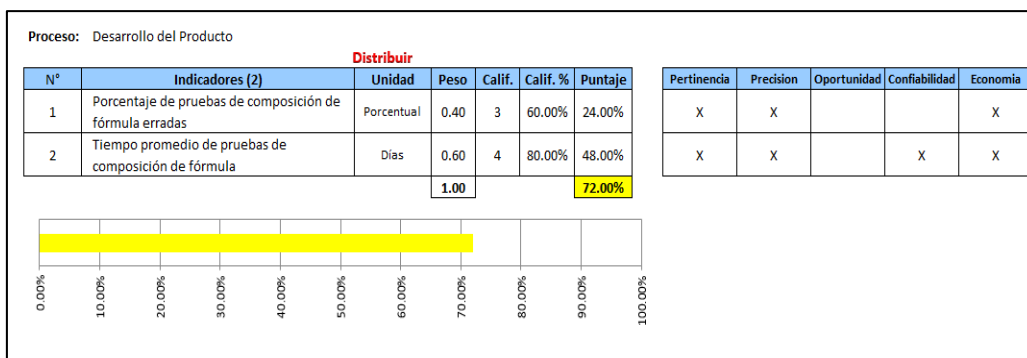 Proceso: Desarrollo del Producto
Distribuir
N° Indicadores (2) Unidad Peso Calif. Calif. % Puntaje Pertinencia Precision Oportunidad Confiabilidad Economia
1 Porcentaje de pruebas de composición de fórmula erradas Porcentual 0.40 3 60.00% 24.00% X X X
2 Tiempo promedio de pruebas de composición de fórmula Días 0.60 4 80.00% 48.00% X X X X
1.00 72.00%
0.00% 10.00% 20.00% 30.00% 40.00% 50.00% 60.00% 70.00% 80.00% 90.00% 100.00%